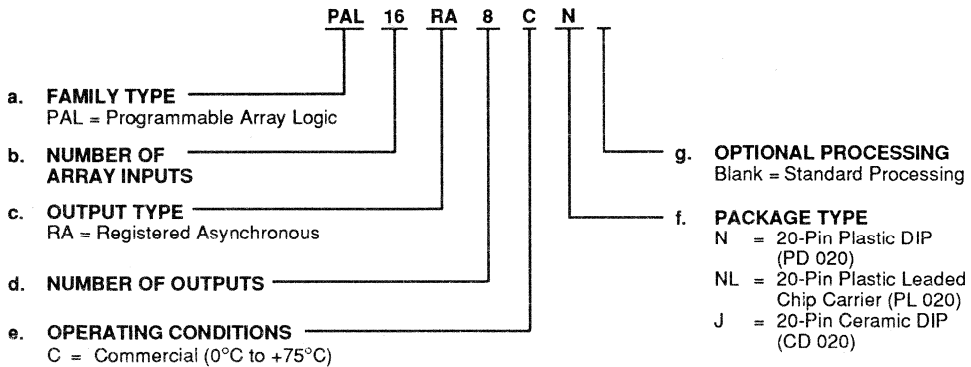 PAL 16 RA 8 C N
a. FAMILY TYPE
PAL = Programmable Array Logic
b. NUMBER OF
ARRAY INPUTS
c. OUTPUT TYPE
RA = Registered Asynchronous
d. NUMBER OF OUTPUTS
e. OPERATING CONDITIONS
C = Commercial (0°C to +75°C)
g. OPTIONAL PROCESSING
Blank = Standard Processing
f. PACKAGE TYPE
N = 20-Pin Plastic DIP
(PD 020)
NL = 20-Pin Plastic Leaded
Chip Carrier (PL 020)
J = 20-Pin Ceramic DIP
(CD 020)